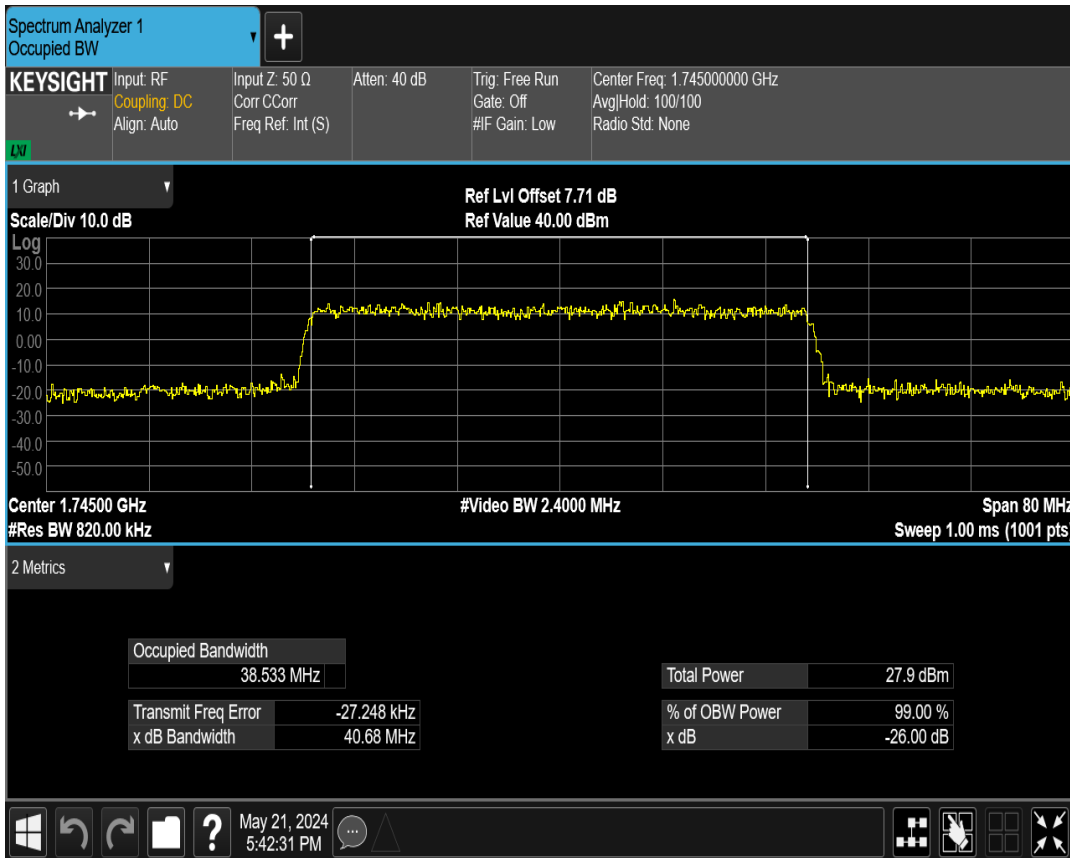 Spectrum Analyzer 1
Occupied BW
+
KEYSIGHT
LXI
Input: RF
Coupling: DC
Align: Auto
Input Z: 50 Ω
Corr CCorr
Freq Ref: Int (S)
Atten: 40 dB
Trig: Free Run
Gate: Off
#IF Gain: Low
Center Freq: 1.745000000 GHz
Avg|Hold: 100/100
Radio Std: None
1 Graph
Scale/Div 10.0 dB
Ref Lvl Offset 7.71 dB
Ref Value 40.00 dBm
Log
30.0
20.0
10.0
0.00
-10.0
-20.0
-30.0
-40.0
-50.0
Center 1.74500 GHz
#Video BW 2.4000 MHz
Span 80 MHz
#Res BW 820.00 kHz
Sweep 1.00 ms (1001 pts)
2 Metrics
Occupied Bandwidth
38.533 MHz
Total Power 27.9 dBm
Transmit Freq Error -27.248 kHz
% of OBW Power 99.00 %
x dB Bandwidth 40.68 MHz
x dB -26.00 dB
?
May 21, 2024
5:42:31 PM